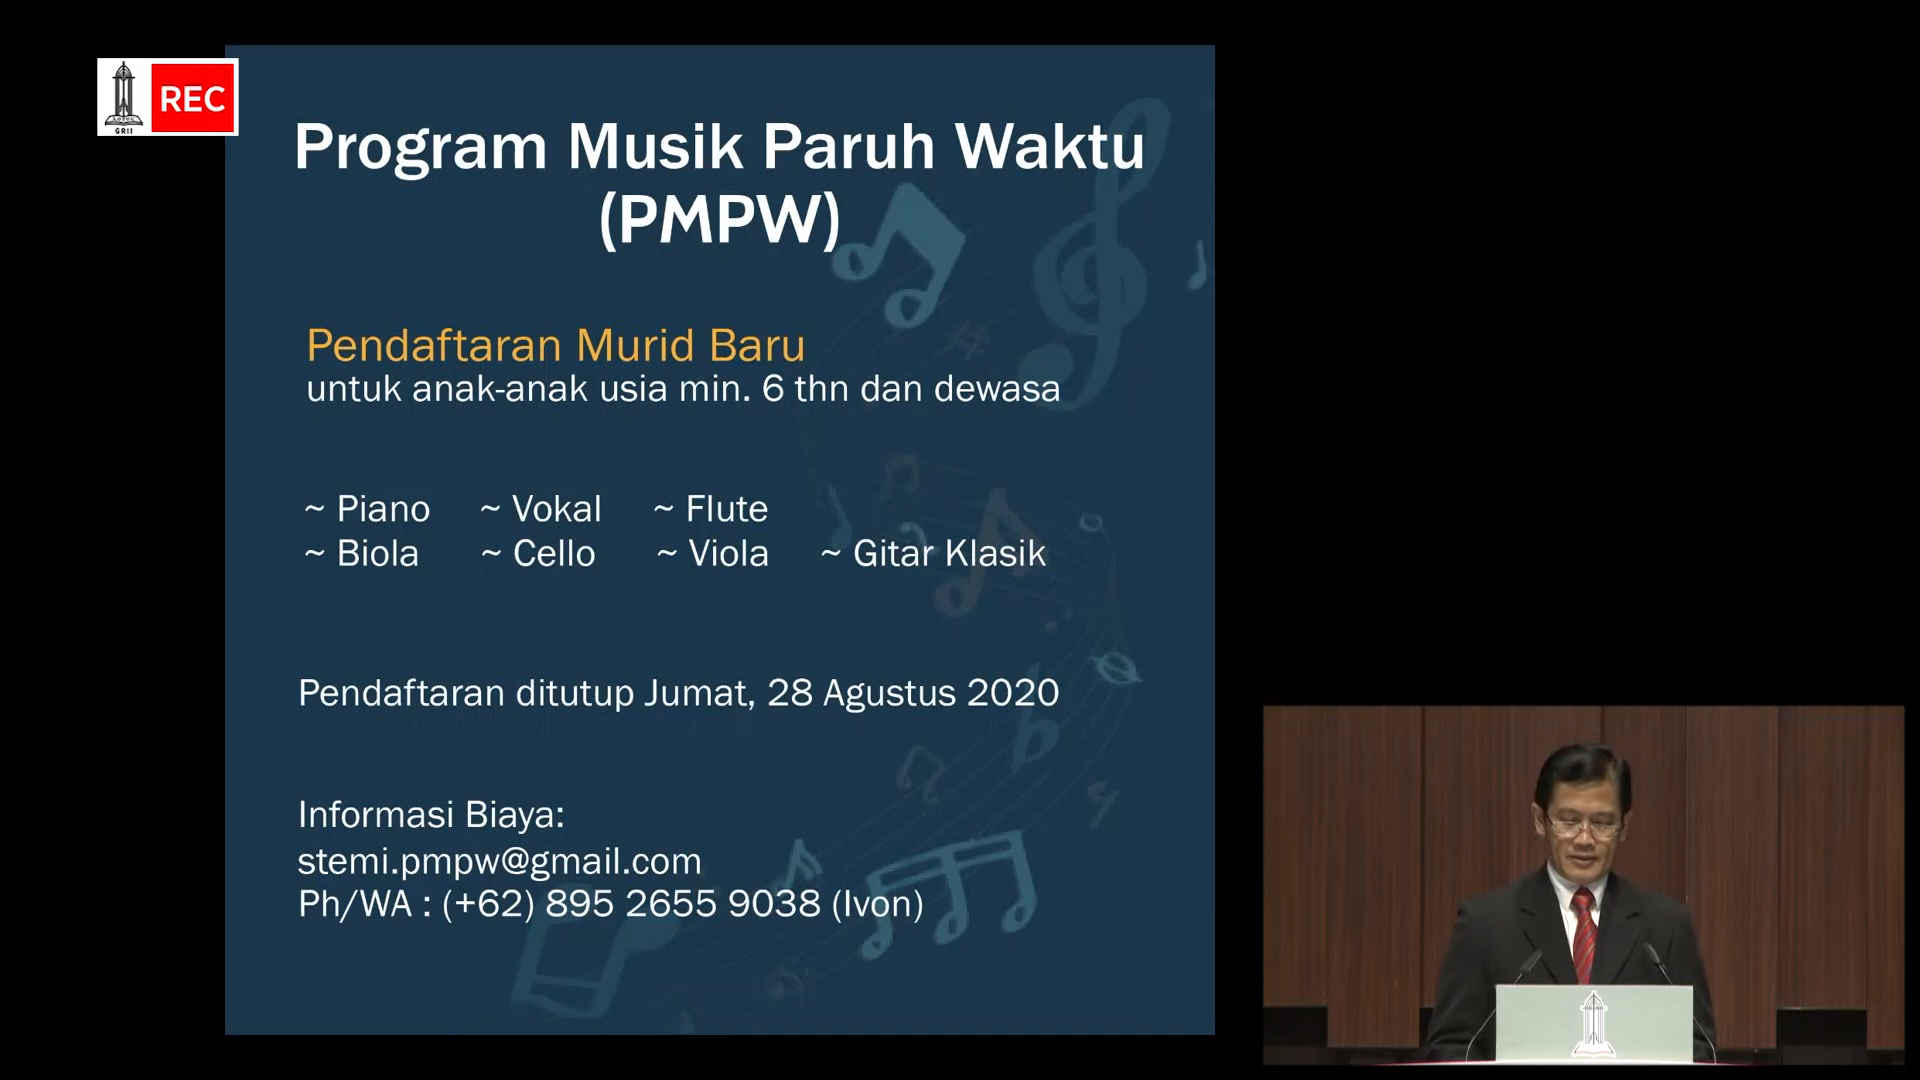 GRII
REC
Program Musik Paruh Waktu
(PMPW)
Pendaftaran Murid Baru
untuk anak-anak usia min. 6 thn dan dewasa
~ Piano ~ Vokal ~ Flute
~ Biola ~ Cello ~ Viola ~ Gitar Klasik
Pendaftaran ditutup Jumat, 28 Agustus 2020
Informasi Biaya:
stemi.pmpw@gmail.com
Ph/WA : (+62) 895 2655 9038 (Ivon)